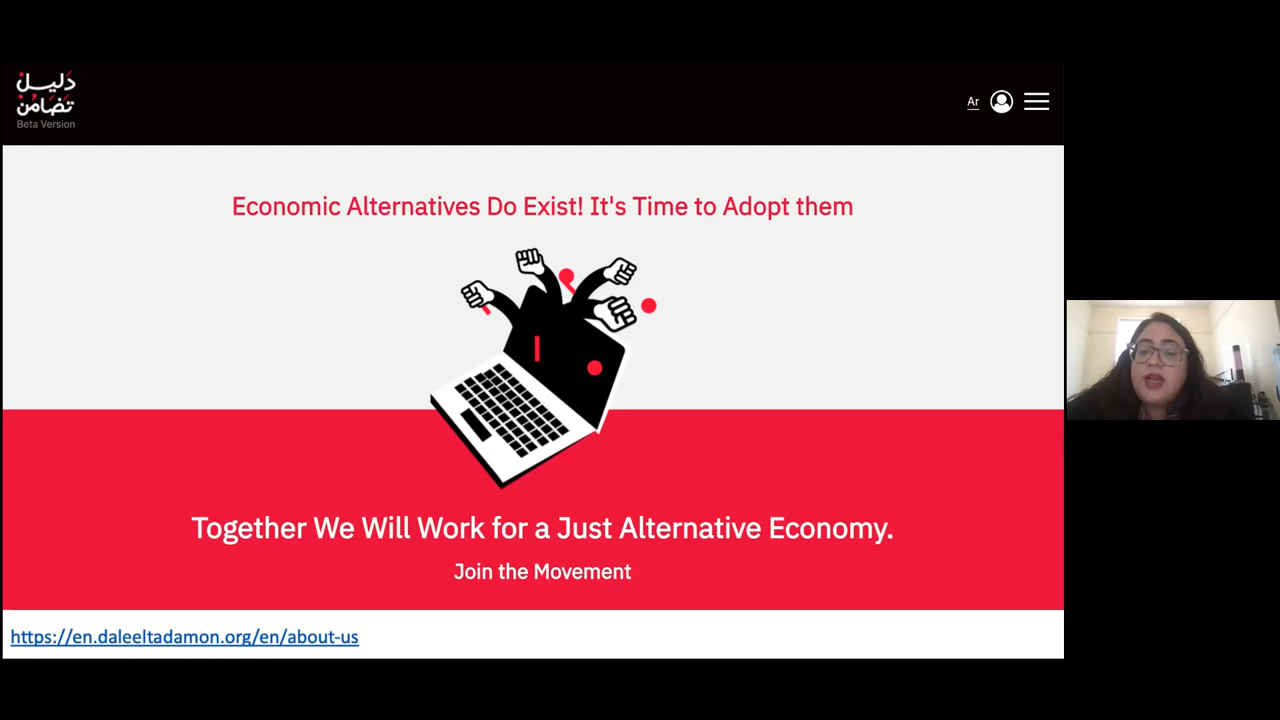 دليل
تضامن
Beta Version
Ar
Economic Alternatives Do Exist! It's Time to Adopt them
Together We Will Work for a Just Alternative Economy.
Join the Movement
https://en.daleeltadamon.org/en/about-us